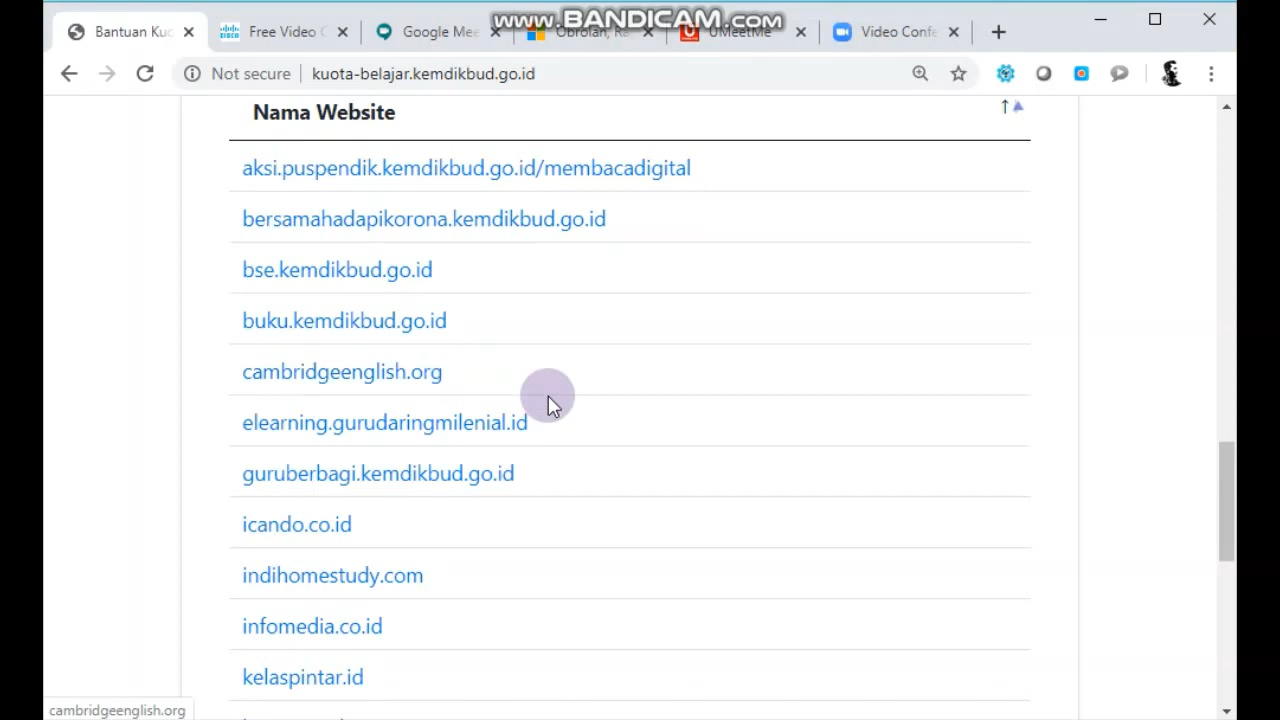 www.BANDICAM.com
Bantuan Kuo
Free Video C
Google Mee
Obrolan, Ra
UMeetMe
Video Confe
Not secure
kuota-belajar.kemdikbud.go.id
Nama Website
aksi.puspendik.kemdikbud.go.id/membacadigital
bersamahadapikorona.kemdikbud.go.id
bse.kemdikbud.go.id
buku.kemdikbud.go.id
cambridgeenglish.org
elearning.gurudaringmilenial.id
guruberbagi.kemdikbud.go.id
icando.co.id
indihomestudy.com
infomedia.co.id
kelaspintar.id
cambridgeenglish.org